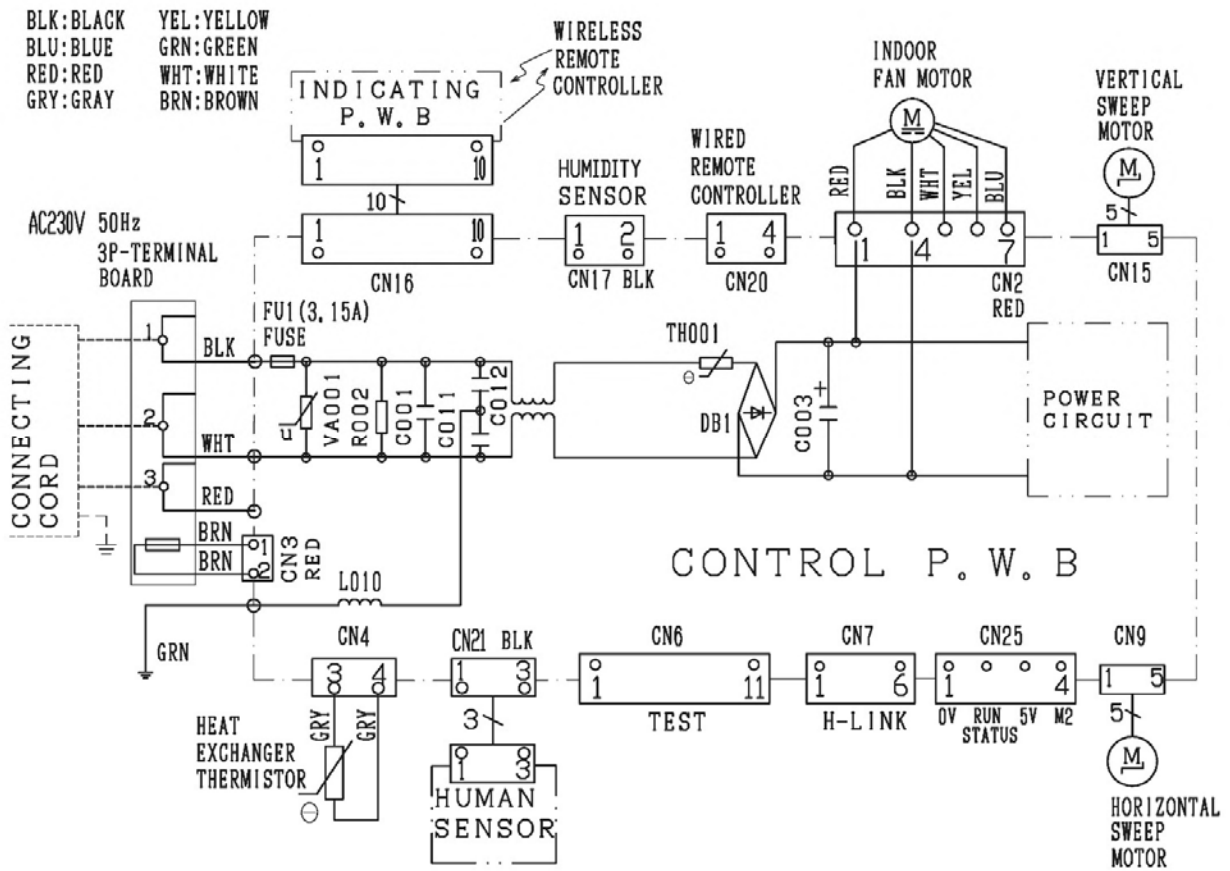 BLK:BLACK YEL:YELLOW
BLU:BLUE GRN:GREEN
RED:RED WHT:WHITE
GRY:GRAY BRN:BROWN
WIRELESS
REMOTE
CONTROLLER
INDICATING
P. W. B
1 10
10
1 10
CN16
HUMIDITY
SENSOR
1 2
CN17 BLK
WIRED
REMOTE
CONTROLLER
1 4
CN20
INDOOR
FAN MOTOR
M
RED BLK WHT YEL BLU
1 4 7
CN2
RED
VERTICAL
SWEEP
MOTOR
M
5
1 5
CN15
AC230V 50Hz
3P-TERMINAL
BOARD
CONNECTING
CORD
1
BLK
2
WHT
3
RED
BRN
BRN
1
2
CN3
RED
FU1(3.15A)
FUSE
u
VA001
R002
C001
C011
C012
TH001
θ
DB1
C003
+
POWER
CIRCUIT
CONTROL P. W. B
L010
GRN
CN4
3 4
GRY GRY
HEAT
EXCHANGER
THERMISTOR
θ
CN21 BLK
1 3
3
1 3
HUMAN
SENSOR
CN6
1 11
TEST
CN7
1 6
H-LINK
CN25
1 4
0V RUN 5V M2
STATUS
CN9
1 5
5
M
HORIZONTAL
SWEEP
MOTOR